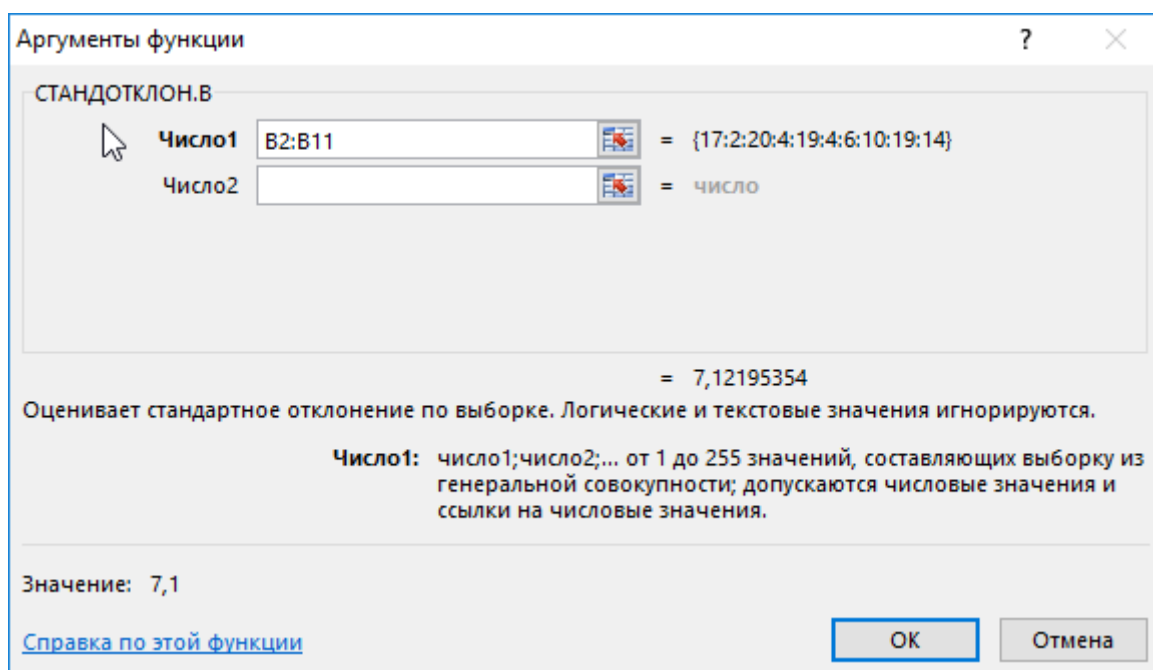 Аргументы функции ? ×
СТАНДОТКЛОН.В
Число1 B2:B11 = {17:2:20:4:19:4:6:10:19:14}
Число2 = число
= 7,12195354
Оценивает стандартное отклонение по выборке. Логические и текстовые значения игнорируются.
Число1: число1;число2;... от 1 до 255 значений, составляющих выборку из
генеральной совокупности; допускаются числовые значения и
ссылки на числовые значения.
Значение: 7,1
Справка по этой функции ОК Отмена